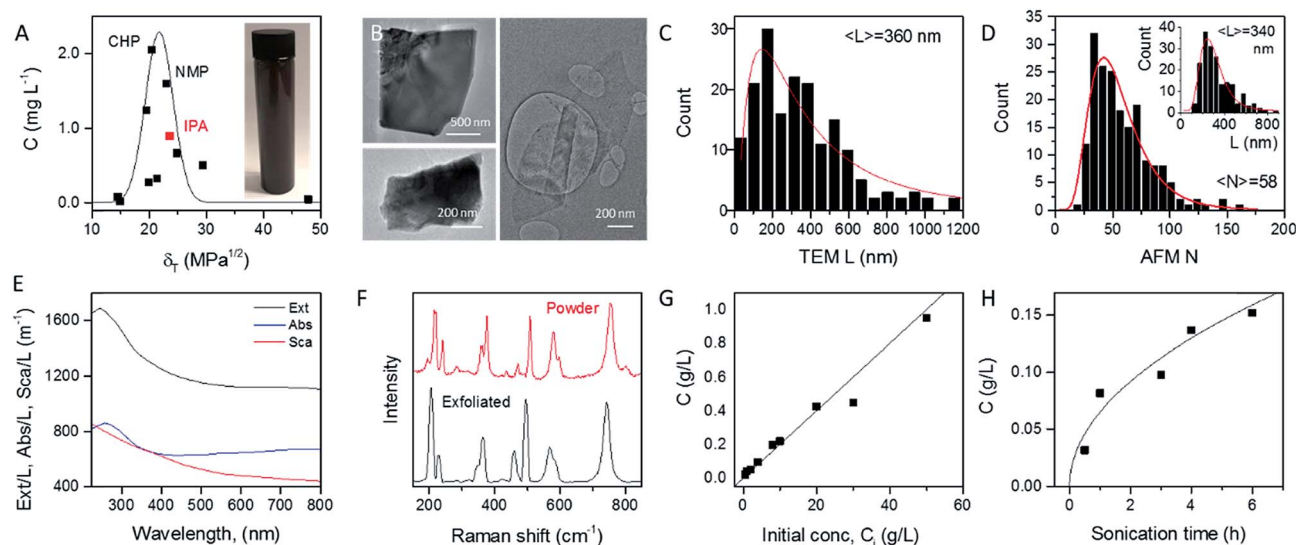 A
CHP
NMP
IPA
C (mg L⁻¹)
2.0
1.0
0.0
10 20 30 40 50
δT (MPa¹/²)
B
500 nm
200 nm
200 nm
C
<L>=360 nm
Count
30
25
20
15
10
5
0
0 200 400 600 800 1000 1200
TEM L (nm)
D
<L>=340
nm
Count
40
30
20
10
0
0 400 800
L (nm)
<N>=58
Count
35
30
25
20
15
10
5
0
0 50 100 150 200
AFM N
E
Ext
Abs
Sca
Ext/L, Abs/L, Sca/L (m⁻¹)
1600
1200
800
400
300 400 500 600 700 800
Wavelength, (nm)
F
Powder
Exfoliated
Intensity
200 400 600 800
Raman shift (cm⁻¹)
G
C (g/L)
1.0
0.8
0.6
0.4
0.2
0.0
0 10 20 30 40 50 60
Initial conc, Cᵢ (g/L)
H
C (g/L)
0.15
0.10
0.05
0.00
0 2 4 6
Sonication time (h)